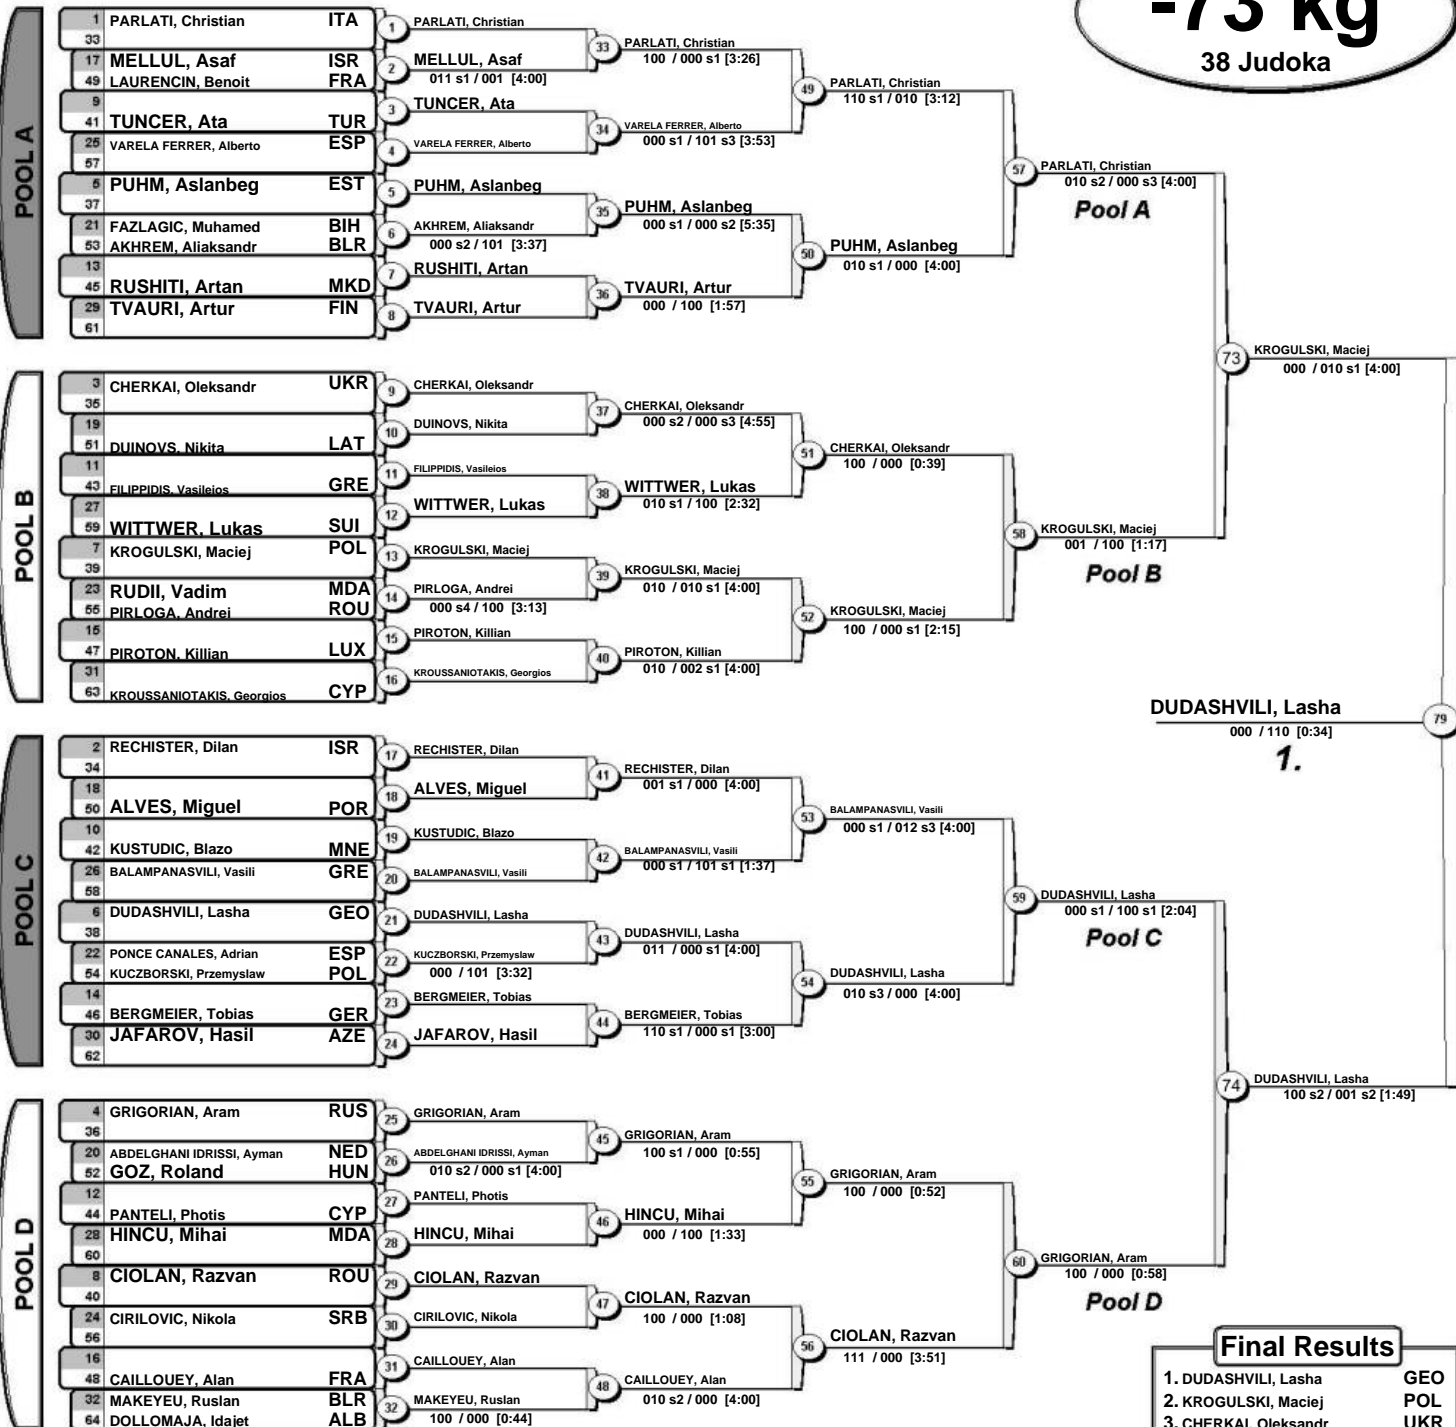 -73 kg
38 Judoka
POOL A
1 PARLATI, Christian ITA
33
17 MELLUL, Asaf ISR
49 LAURENCIN, Benoit FRA
9
41 TUNCER, Ata TUR
25 VARELA FERRER, Alberto ESP
57
5 PUHM, Aslanbeg EST
37
21 FAZLAGIC, Muhamed BIH
53 AKHREM, Aliaksandr BLR
13
45 RUSHITI, Artan MKD
29 TVAURI, Artur FIN
61
1 PARLATI, Christian
2 MELLUL, Asaf
011 s1 / 001 [4:00]
3 TUNCER, Ata
4 VARELA FERRER, Alberto
5 PUHM, Aslanbeg
6 AKHREM, Aliaksandr
000 s2 / 101 [3:37]
7 RUSHITI, Artan
8 TVAURI, Artur
33 PARLATI, Christian
100 / 000 s1 [3:26]
34 VARELA FERRER, Alberto
000 s1 / 101 s3 [3:53]
35 PUHM, Aslanbeg
000 s1 / 000 s2 [5:35]
36 TVAURI, Artur
000 / 100 [1:57]
49 PARLATI, Christian
110 s1 / 010 [3:12]
50 PUHM, Aslanbeg
010 s1 / 000 [4:00]
57 PARLATI, Christian
010 s2 / 000 s3 [4:00]
Pool A
POOL B
3 CHERKAI, Oleksandr UKR
35
19
51 DUINOVS, Nikita LAT
11
43 FILIPPIDIS, Vasileios GRE
27
59 WITTWER, Lukas SUI
7 KROGULSKI, Maciej POL
39
23 RUDII, Vadim MDA
55 PIRLOGA, Andrei ROU
15
47 PIROTON, Killian LUX
31
63 KROUSSANIOTAKIS, Georgios CYP
9 CHERKAI, Oleksandr
10 DUINOVS, Nikita
11 FILIPPIDIS, Vasileios
12 WITTWER, Lukas
13 KROGULSKI, Maciej
14 PIRLOGA, Andrei
000 s4 / 100 [3:13]
15 PIROTON, Killian
16 KROUSSANIOTAKIS, Georgios
37 CHERKAI, Oleksandr
000 s2 / 000 s3 [4:55]
38 WITTWER, Lukas
010 s1 / 100 [2:32]
39 KROGULSKI, Maciej
010 / 010 s1 [4:00]
40 PIROTON, Killian
010 / 002 s1 [4:00]
51 CHERKAI, Oleksandr
100 / 000 [0:39]
52 KROGULSKI, Maciej
100 / 000 s1 [2:15]
58 KROGULSKI, Maciej
001 / 100 [1:17]
Pool B
73 KROGULSKI, Maciej
000 / 010 s1 [4:00]
DUDASHVILI, Lasha 79
000 / 110 [0:34]
1.
POOL C
2 RECHISTER, Dilan ISR
34
18
50 ALVES, Miguel POR
10
42 KUSTUDIC, Blazo MNE
26 BALAMPANASVILI, Vasili GRE
58
6 DUDASHVILI, Lasha GEO
38
22 PONCE CANALES, Adrian ESP
54 KUCZBORSKI, Przemyslaw POL
14
46 BERGMEIER, Tobias GER
30 JAFAROV, Hasil AZE
62
17 RECHISTER, Dilan
18 ALVES, Miguel
19 KUSTUDIC, Blazo
20 BALAMPANASVILI, Vasili
21 DUDASHVILI, Lasha
22 KUCZBORSKI, Przemyslaw
000 / 101 [3:32]
23 BERGMEIER, Tobias
24 JAFAROV, Hasil
41 RECHISTER, Dilan
001 s1 / 000 [4:00]
42 BALAMPANASVILI, Vasili
000 s1 / 101 s1 [1:37]
43 DUDASHVILI, Lasha
011 / 000 s1 [4:00]
44 BERGMEIER, Tobias
110 s1 / 000 s1 [3:00]
53 BALAMPANASVILI, Vasili
000 s1 / 012 s3 [4:00]
54 DUDASHVILI, Lasha
010 s3 / 000 [4:00]
59 DUDASHVILI, Lasha
000 s1 / 100 s1 [2:04]
Pool C
74 DUDASHVILI, Lasha
100 s2 / 001 s2 [1:49]
POOL D
4 GRIGORIAN, Aram RUS
36
20 ABDELGHANI IDRISSI, Ayman NED
52 GOZ, Roland HUN
12
44 PANTELI, Photis CYP
28 HINCU, Mihai MDA
60
8 CIOLAN, Razvan ROU
40
24 CIRILOVIC, Nikola SRB
56
16
48 CAILLOUEY, Alan FRA
32 MAKEYEU, Ruslan BLR
64 DOLLOMAJA, Idajet ALB
25 GRIGORIAN, Aram
26 ABDELGHANI IDRISSI, Ayman
010 s2 / 000 s1 [4:00]
27 PANTELI, Photis
28 HINCU, Mihai
29 CIOLAN, Razvan
30 CIRILOVIC, Nikola
31 CAILLOUEY, Alan
32 MAKEYEU, Ruslan
100 / 000 [0:44]
45 GRIGORIAN, Aram
100 s1 / 000 [0:55]
46 HINCU, Mihai
000 / 100 [1:33]
47 CIOLAN, Razvan
100 / 000 [1:08]
48 CAILLOUEY, Alan
010 s2 / 000 [4:00]
55 GRIGORIAN, Aram
100 / 000 [0:52]
56 CIOLAN, Razvan
111 / 000 [3:51]
60 GRIGORIAN, Aram
100 / 000 [0:58]
Pool D
Final Results
1. DUDASHVILI, Lasha GEO
2. KROGULSKI, Maciej POL
3. CHERKAI, Oleksandr UKR